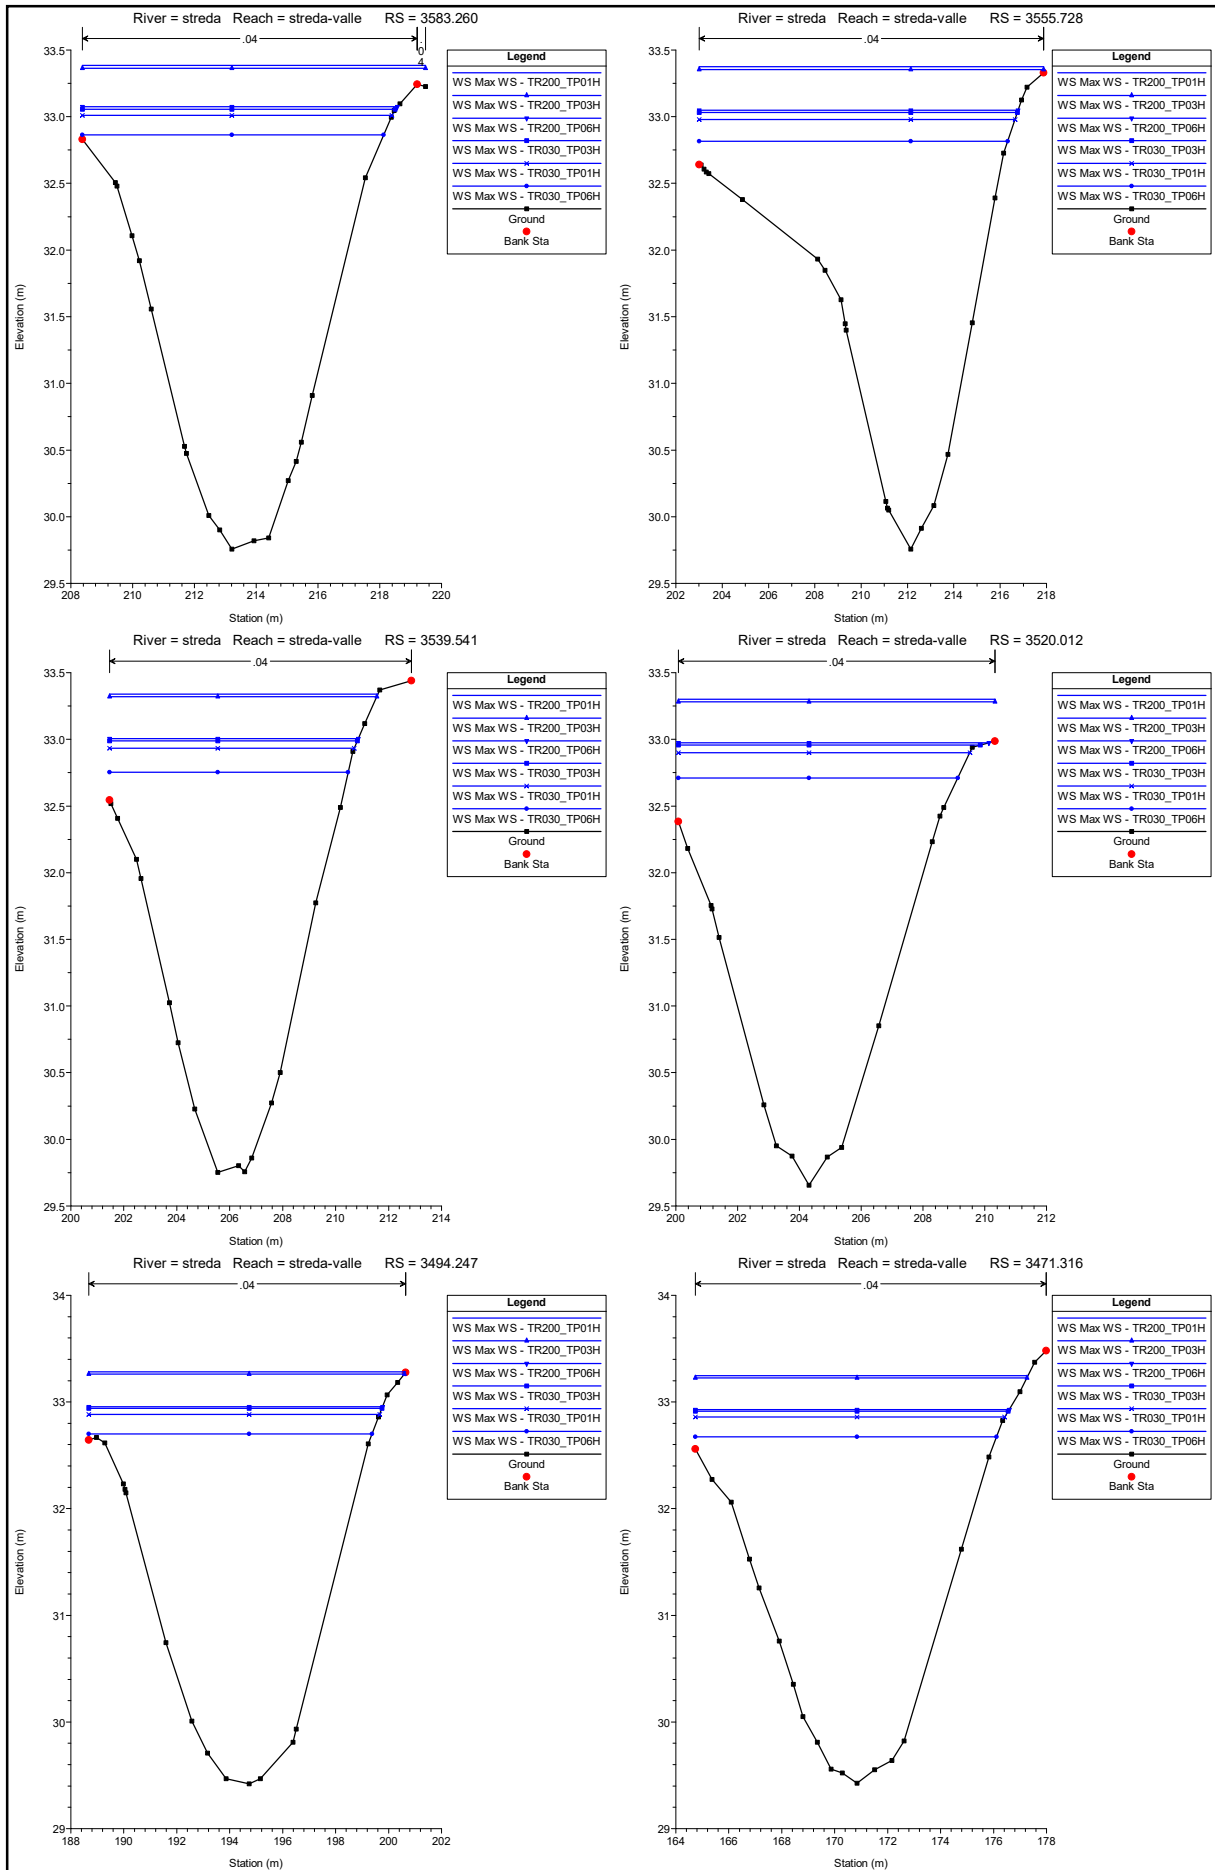 River = streda   Reach = streda-valle      RS = 3583.260
.04
.04
33.5
33.0
32.5
32.0
31.5
31.0
30.5
30.0
29.5
208 210 212 214 216 218 220
Station (m)
Elevation (m)
Legend
WS Max WS - TR200_TP01H
WS Max WS - TR200_TP03H
WS Max WS - TR200_TP06H
WS Max WS - TR030_TP03H
WS Max WS - TR030_TP01H
WS Max WS - TR030_TP06H
Ground
Bank Sta
River = streda   Reach = streda-valle      RS = 3555.728
.04
33.5
33.0
32.5
32.0
31.5
31.0
30.5
30.0
29.5
202 204 206 208 210 212 214 216 218
Station (m)
Elevation (m)
Legend
WS Max WS - TR200_TP01H
WS Max WS - TR200_TP03H
WS Max WS - TR200_TP06H
WS Max WS - TR030_TP03H
WS Max WS - TR030_TP01H
WS Max WS - TR030_TP06H
Ground
Bank Sta
River = streda   Reach = streda-valle      RS = 3539.541
.04
33.5
33.0
32.5
32.0
31.5
31.0
30.5
30.0
29.5
200 202 204 206 208 210 212 214
Station (m)
Elevation (m)
Legend
WS Max WS - TR200_TP01H
WS Max WS - TR200_TP03H
WS Max WS - TR200_TP06H
WS Max WS - TR030_TP03H
WS Max WS - TR030_TP01H
WS Max WS - TR030_TP06H
Ground
Bank Sta
River = streda   Reach = streda-valle      RS = 3520.012
.04
33.5
33.0
32.5
32.0
31.5
31.0
30.5
30.0
29.5
200 202 204 206 208 210 212
Station (m)
Elevation (m)
Legend
WS Max WS - TR200_TP01H
WS Max WS - TR200_TP03H
WS Max WS - TR200_TP06H
WS Max WS - TR030_TP03H
WS Max WS - TR030_TP01H
WS Max WS - TR030_TP06H
Ground
Bank Sta
River = streda   Reach = streda-valle      RS = 3494.247
.04
34
33
32
31
30
29
188 190 192 194 196 198 200 202
Station (m)
Elevation (m)
Legend
WS Max WS - TR200_TP01H
WS Max WS - TR200_TP03H
WS Max WS - TR200_TP06H
WS Max WS - TR030_TP03H
WS Max WS - TR030_TP01H
WS Max WS - TR030_TP06H
Ground
Bank Sta
River = streda   Reach = streda-valle      RS = 3471.316
.04
34
33
32
31
30
29
164 166 168 170 172 174 176 178
Station (m)
Elevation (m)
Legend
WS Max WS - TR200_TP01H
WS Max WS - TR200_TP03H
WS Max WS - TR200_TP06H
WS Max WS - TR030_TP03H
WS Max WS - TR030_TP01H
WS Max WS - TR030_TP06H
Ground
Bank Sta